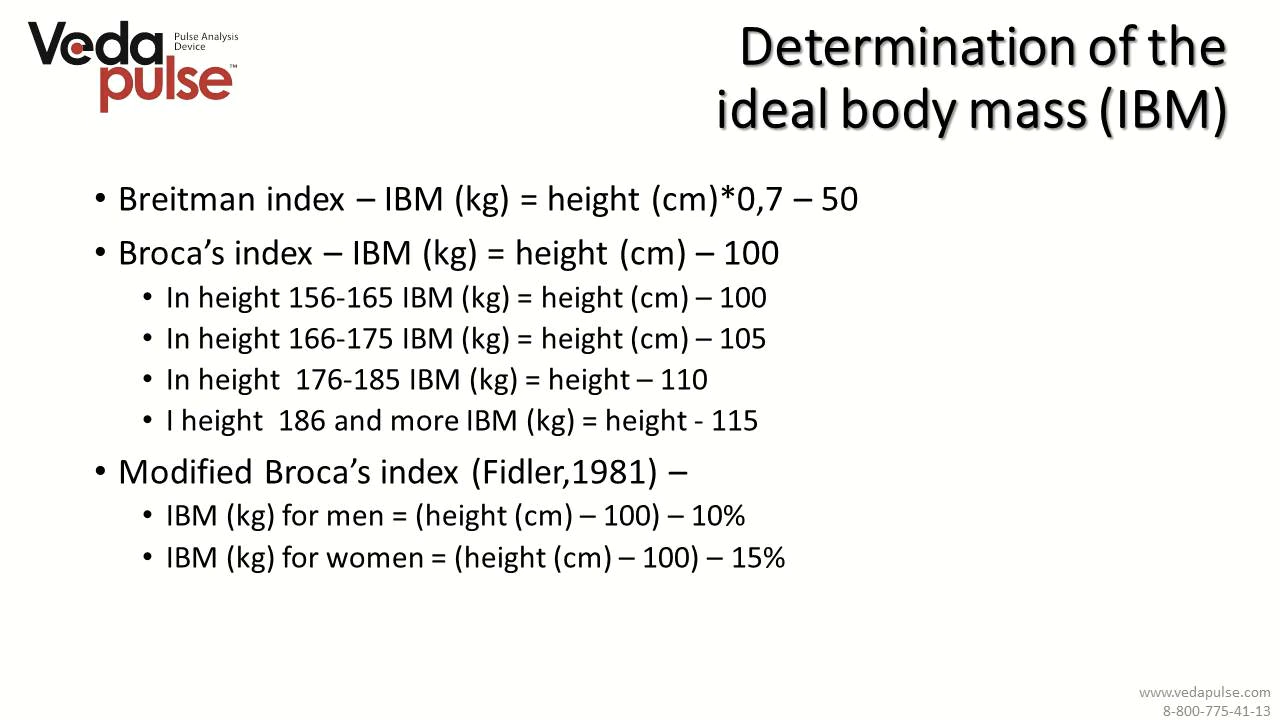 Veda
pulse™
Pulse Analysis
Device
Determination of the
ideal body mass (IBM)
• Breitman index – IBM (kg) = height (cm)*0,7 – 50
• Broca’s index – IBM (kg) = height (cm) – 100
• In height 156-165 IBM (kg) = height (cm) – 100
• In height 166-175 IBM (kg) = height (cm) – 105
• In height  176-185 IBM (kg) = height – 110
• I height  186 and more IBM (kg) = height - 115
• Modified Broca’s index (Fidler,1981) –
• IBM (kg) for men = (height (cm) – 100) – 10%
• IBM (kg) for women = (height (cm) – 100) – 15%
www.vedapulse.com
8-800-775-41-13